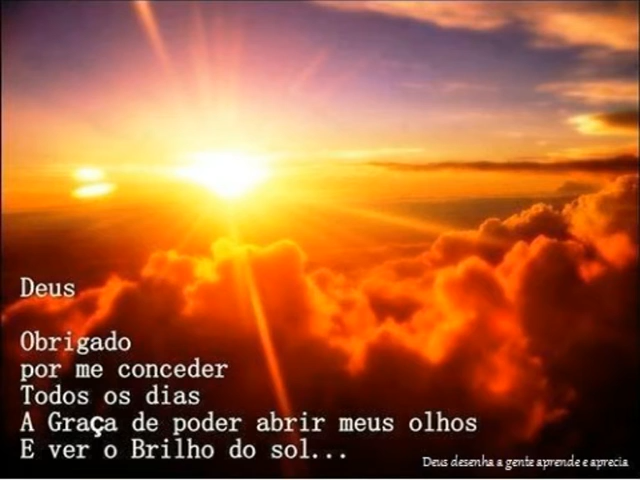 Deus
Obrigado
por me conceder
Todos os dias
A Graça de poder abrir meus olhos
E ver o Brilho do sol...
Deus desenha a gente aprende e aprecia